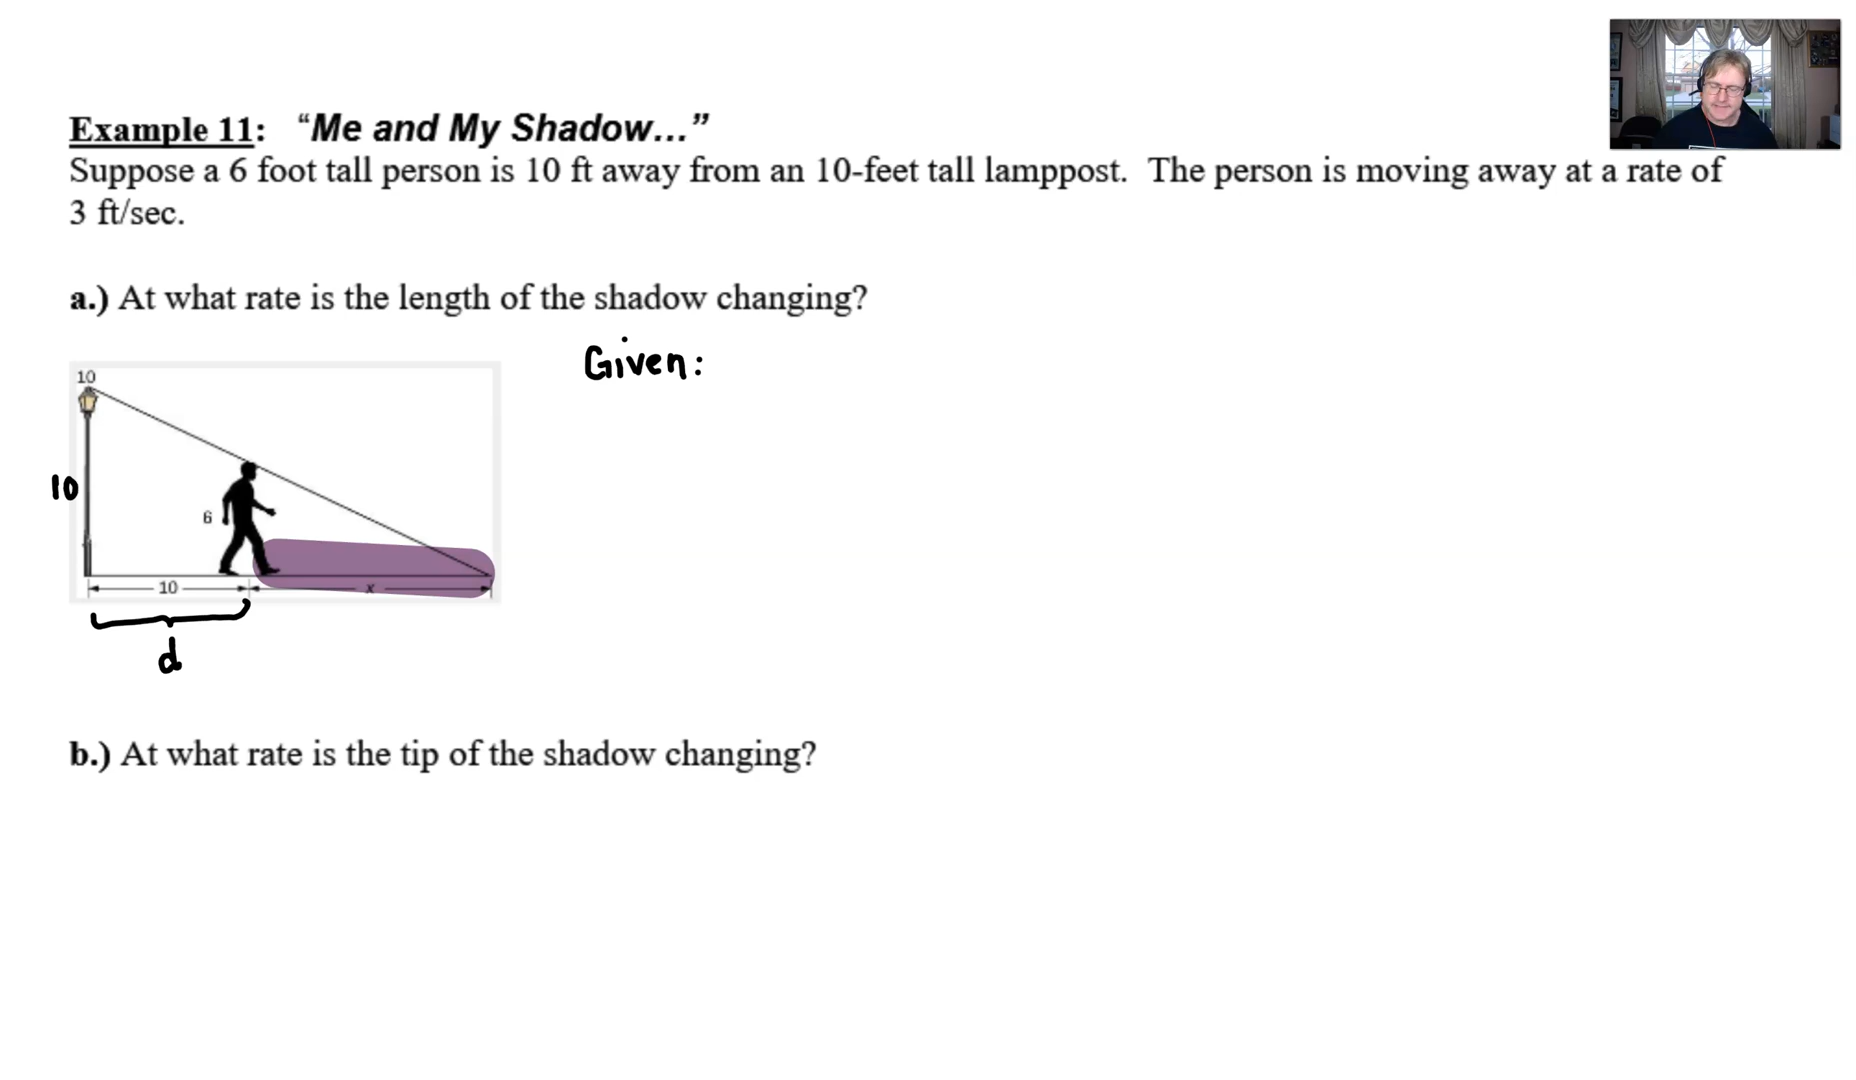 Example 11: “Me and My Shadow...”
Suppose a 6 foot tall person is 10 ft away from an 10-feet tall lamppost. The person is moving away at a rate of
3 ft/sec.
a.) At what rate is the length of the shadow changing?
Given:
10
10
6
10
x
d
b.) At what rate is the tip of the shadow changing?